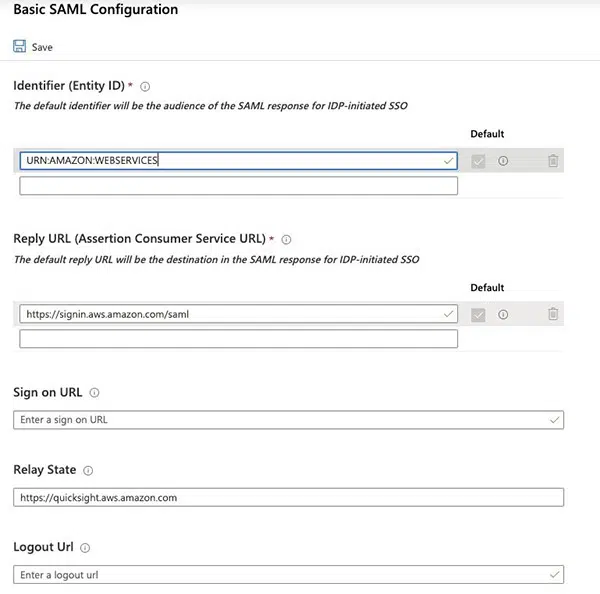 Basic SAML Configuration
Save
Identifier (Entity ID) *
The default identifier will be the audience of the SAML response for IDP-initiated SSO
Default
URN:AMAZON:WEBSERVICES
Reply URL (Assertion Consumer Service URL) *
The default reply URL will be the destination in the SAML response for IDP-initiated SSO
Default
https://signin.aws.amazon.com/saml
Sign on URL
Enter a sign on URL
Relay State
https://quicksight.aws.amazon.com
Logout Url
Enter a logout url